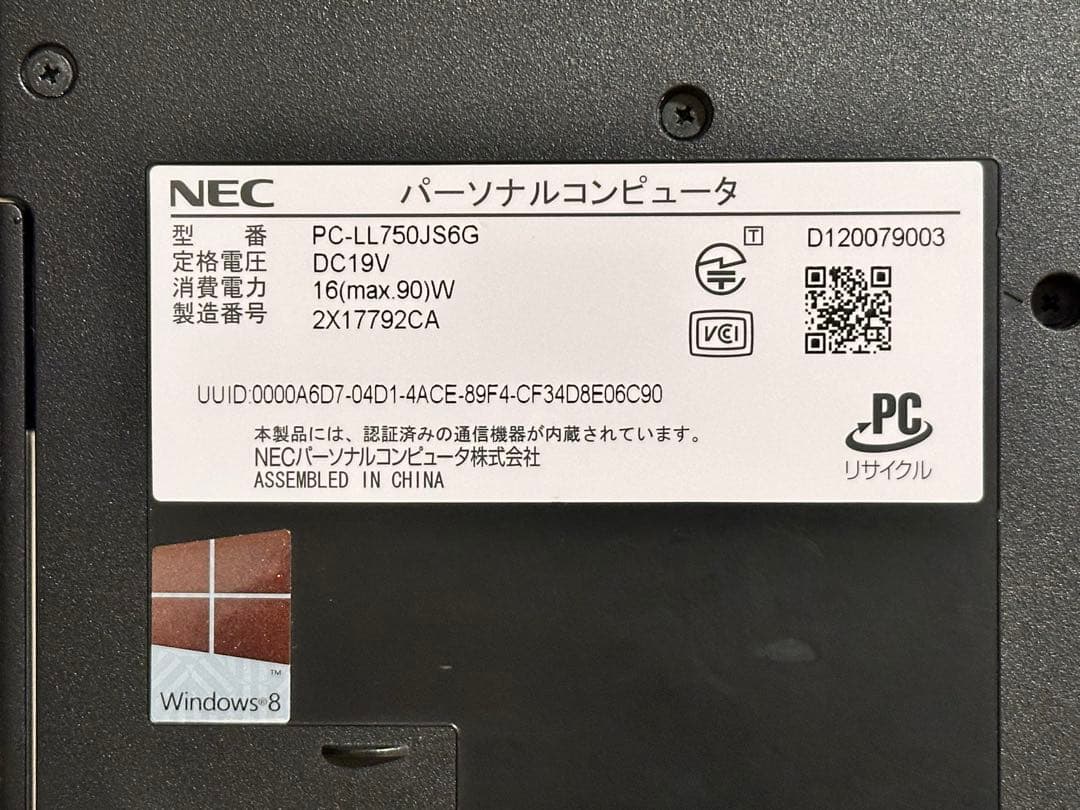 NEC パーソナルコンピュータ
型 番 PC-LL750JS6G
定格電圧 DC19V
消費電力 16(max.90)W
製造番号 2X17792CA
T
D120079003
VCI
UUID:0000A6D7-04D1-4ACE-89F4-CF34D8E06C90
本製品には、認証済みの通信機器が内蔵されています。
NECパーソナルコンピュータ株式会社
ASSEMBLED IN CHINA
PC
リサイクル
TM
Windows®8